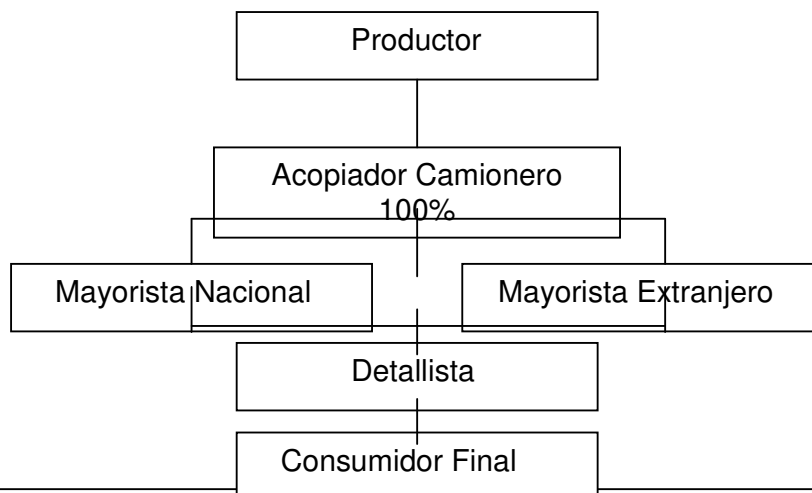 Productor
Acopiador Camionero
100%
Mayorista Nacional
Mayorista Extranjero
Detallista
Consumidor Final